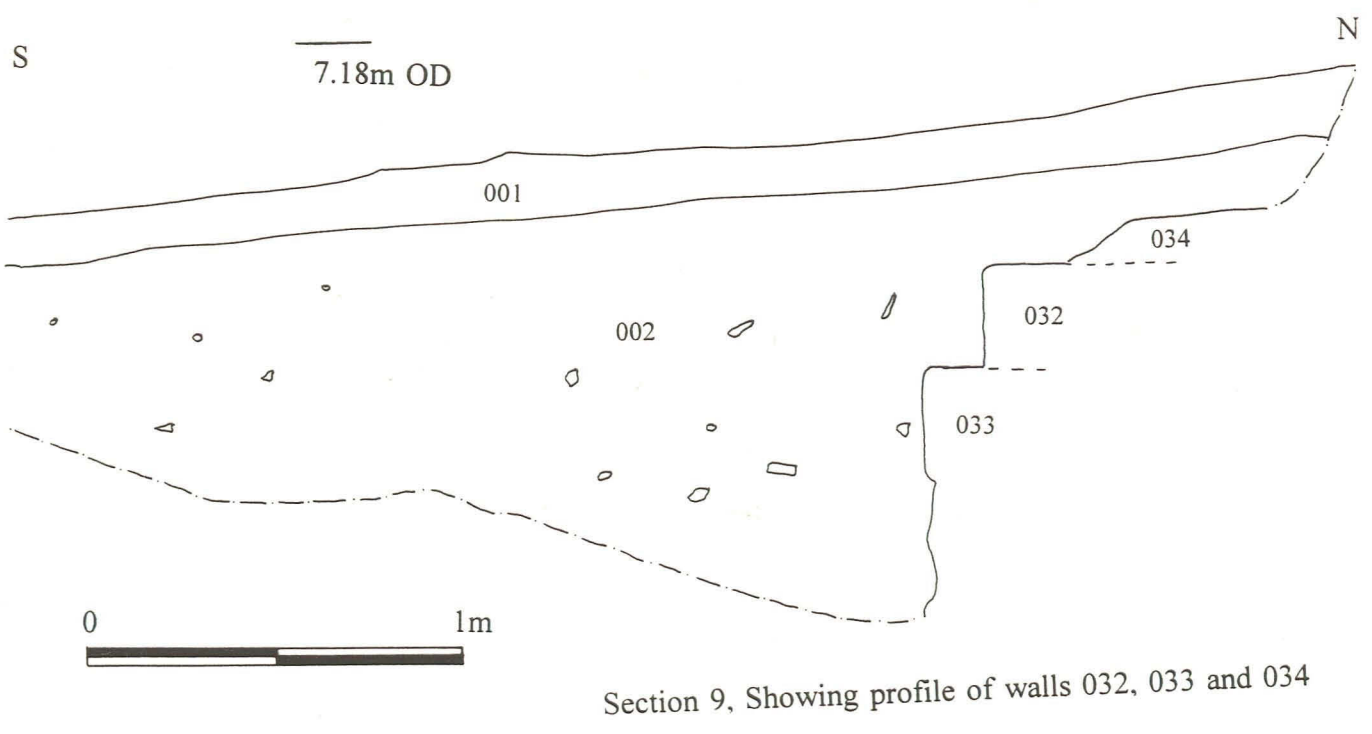 S
N
7.18m OD
001
034
032
002
033
0 1m
Section 9, Showing profile of walls 032, 033 and 034